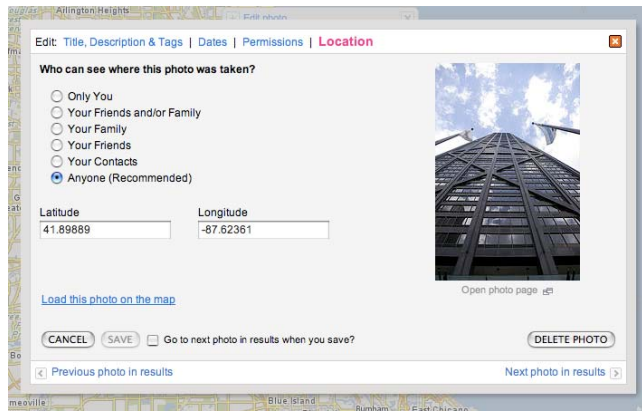 Arlington Heights
Edit photo
Edit: Title, Description & Tags | Dates | Permissions | Location
Who can see where this photo was taken?
Only You
Your Friends and/or Family
Your Family
Your Friends
Your Contacts
Anyone (Recommended)
Latitude Longitude
41.89889 -87.62361
Open photo page
Load this photo on the map
CANCEL SAVE Go to next photo in results when you save? DELETE PHOTO
Previous photo in results Next photo in results
meoville Blue Island Burnham East Chicago